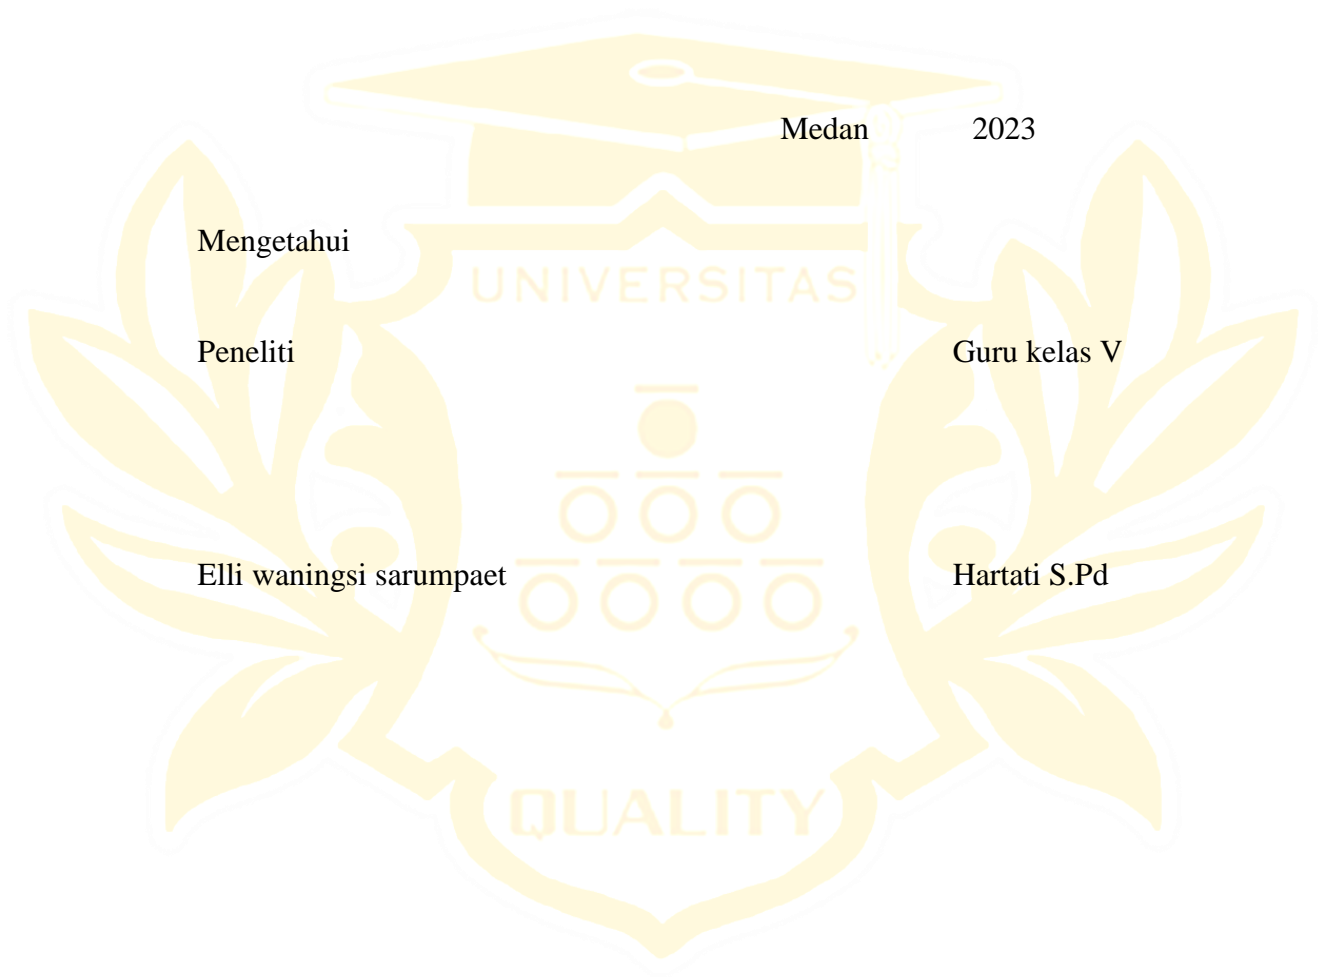 Medan 2023
Mengetahui
UNIVERSITAS
Peneliti Guru kelas V
Elli waningsi sarumpaet Hartati S.Pd
QUALITY